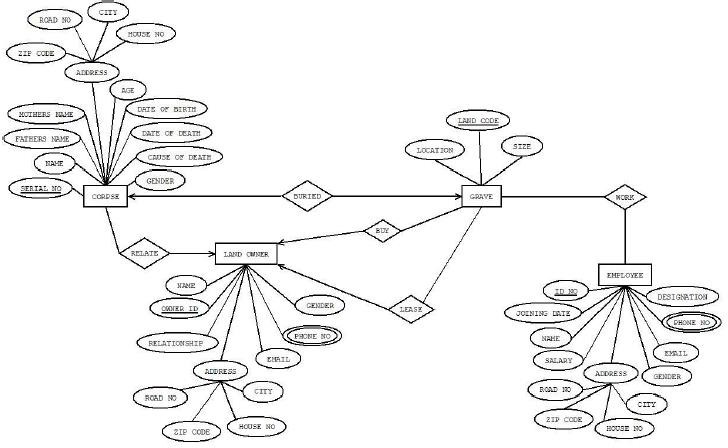 CITY
ROAD NO
HOUSE NO
ZIP CODE
ADDRESS
AGE
MOTHERS NAME
DATE OF BIRTH
FATHERS NAME
DATE OF DEATH
NAME
CAUSE OF DEATH
SERIAL NO
GENDER
CORPSE
BURIED
LAND CODE
LOCATION
SIZE
GRAVE
WORK
BUY
RELATE
LAND OWNER
LEASE
NAME
OWNER ID
GENDER
RELATIONSHIP
PHONE NO
EMAIL
ADDRESS
ROAD NO
CITY
ZIP CODE
HOUSE NO
EMPLOYEE
ID NO
DESIGNATION
JOINING DATE
PHONE NO
NAME
EMAIL
SALARY
GENDER
ADDRESS
ROAD NO
CITY
ZIP CODE
HOUSE NO